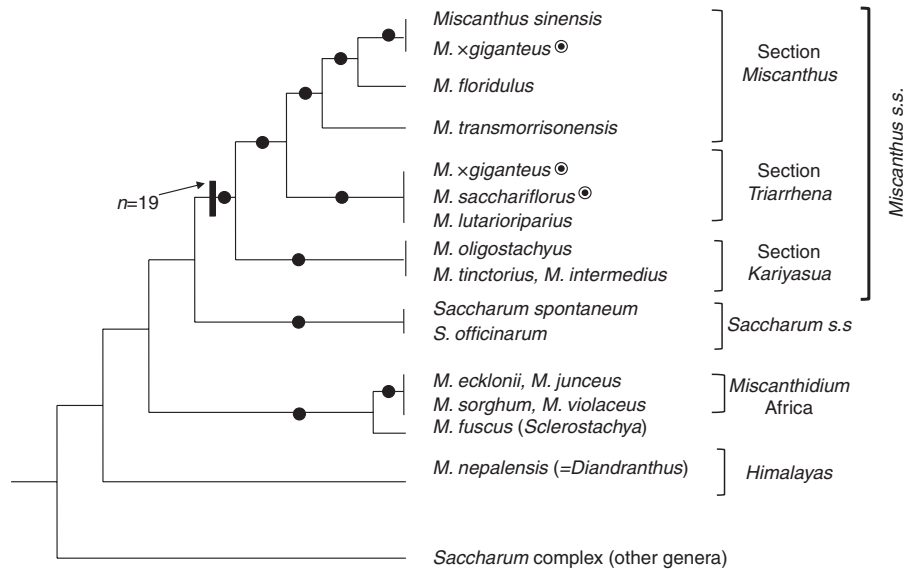 Miscanthus sinensis
M. ×giganteus
M. floridulus
M. transmorrisonensis
Section
Miscanthus
M. ×giganteus
M. sacchariflorus
M. lutarioriparius
Section
Triarrhena
Miscanthus s.s.
n=19
M. oligostachyus
M. tinctorius, M. intermedius
Section
Kariyasua
Saccharum spontaneum
S. officinarum
Saccharum s.s
M. ecklonii, M. junceus
M. sorghum, M. violaceus
M. fuscus (Sclerostachya)
Miscanthidium
Africa
M. nepalensis (=Diandranthus)
Himalayas
Saccharum complex (other genera)